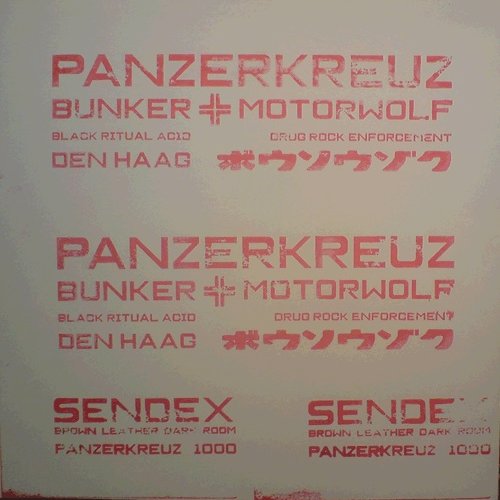 PANZERKREUZ
BUNKER MOTORWOLF
BLACK RITUAL ACID DRUG ROCK ENFORCEMENT
DEN HAAG ボウソウゾク
PANZERKREUZ
BUNKER MOTORWOLF
BLACK RITUAL ACID DRUG ROCK ENFORCEMENT
DEN HAAG ボウソウゾク
SENDEX SENDEX
BROWN LEATHER DARK ROOM BROWN LEATHER DARK ROOM
PANZERKREUZ 1000 PANZERKREUZ 1000